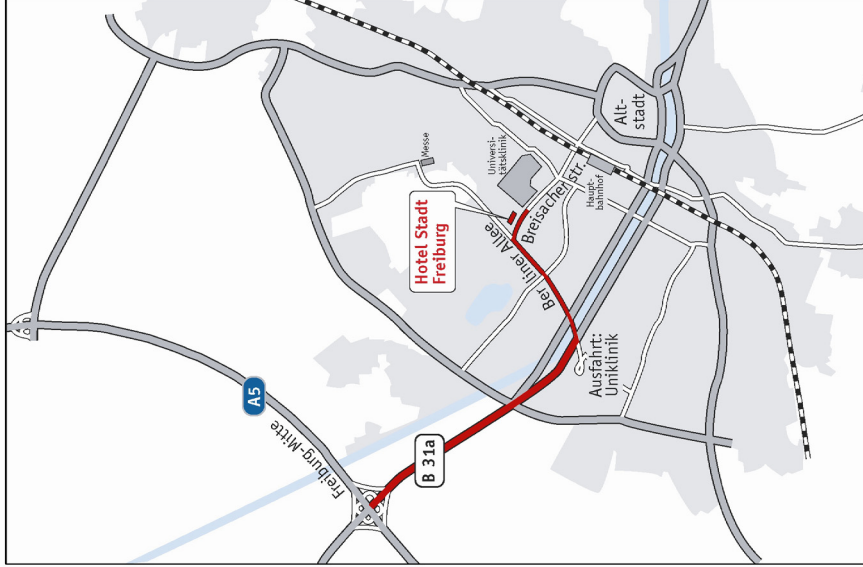 A5
Freiburg-Mitte
B 31a
Hotel Stadt
Freiburg
Messe
Universi-
tätsklinik
Berliner Allee
Breisacher Str.
Haupt-
bahnhof
Alt-
stadt
Ausfahrt:
Uniklinik